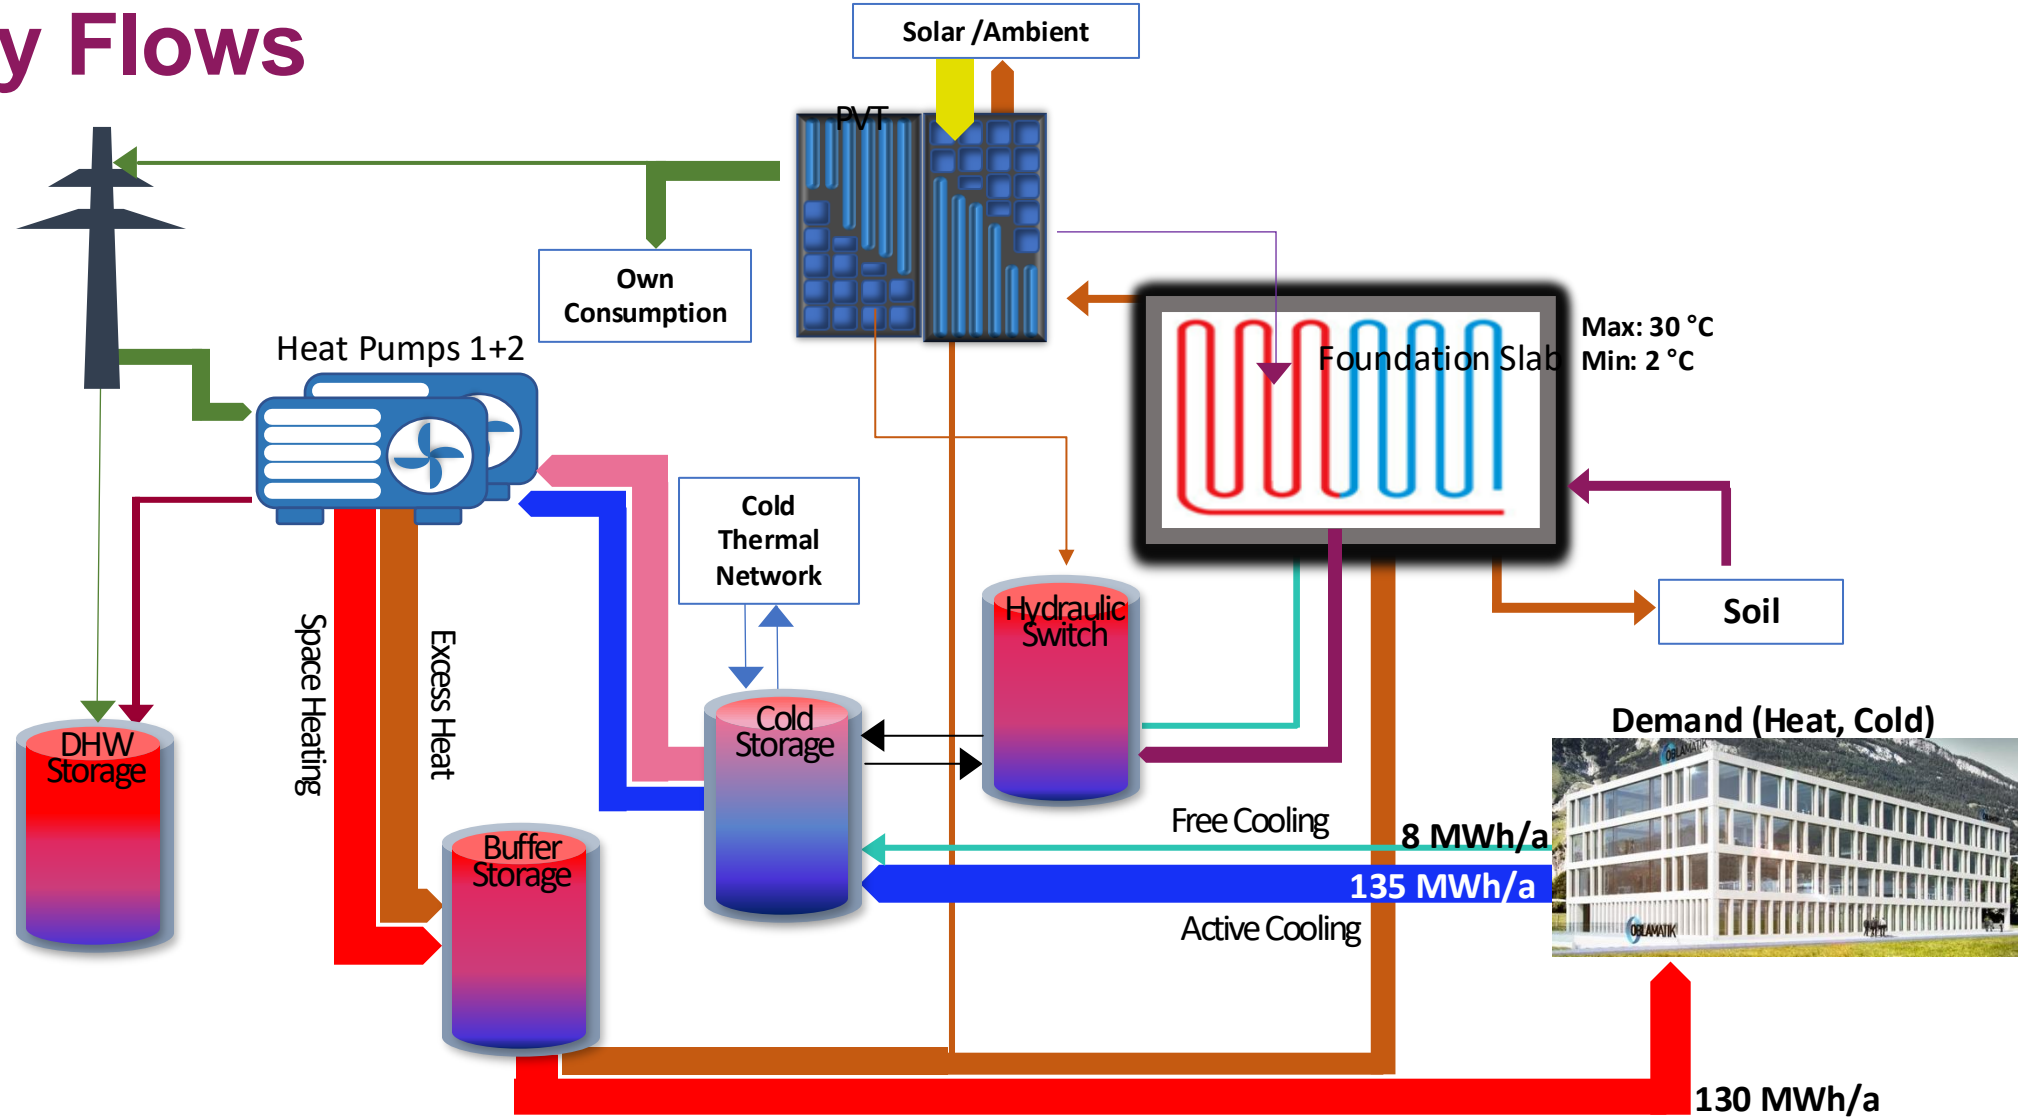 y Flows
Solar /Ambient
PVT
Own
Consumption
Heat Pumps 1+2
Max: 30 °C
Foundation Slab
Min: 2 °C
Cold
Thermal
Network
Hydraulic
Switch
Soil
Space Heating
Excess Heat
DHW
Storage
Cold
Storage
Demand (Heat, Cold)
OBLAMATIK
Buffer
Storage
Free Cooling
8 MWh/a
135 MWh/a
Active Cooling
OBLAMATIK
130 MWh/a